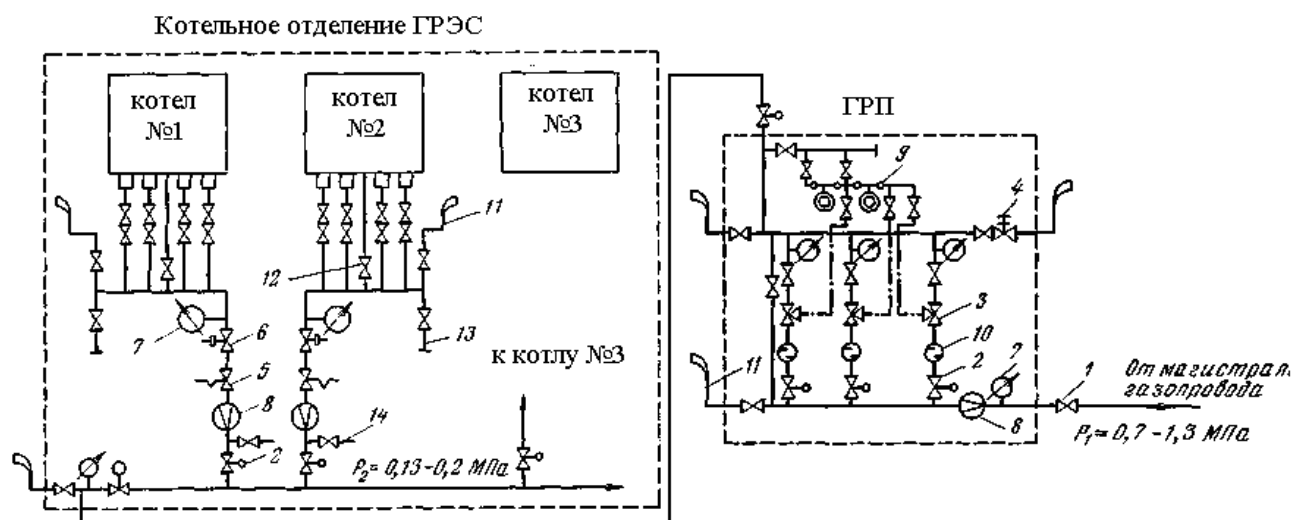 Котельное отделение ГРЭС
котел
№1
котел
№2
котел
№3
ГРП
9
4
11
12
7
6
13
к котлу №3
5
8
14
2
P₂= 0,13-0,2 МПа
3
10
11
2
7
1
8
От магистрал
газопровода
P₁=0,7-1,3 МПа